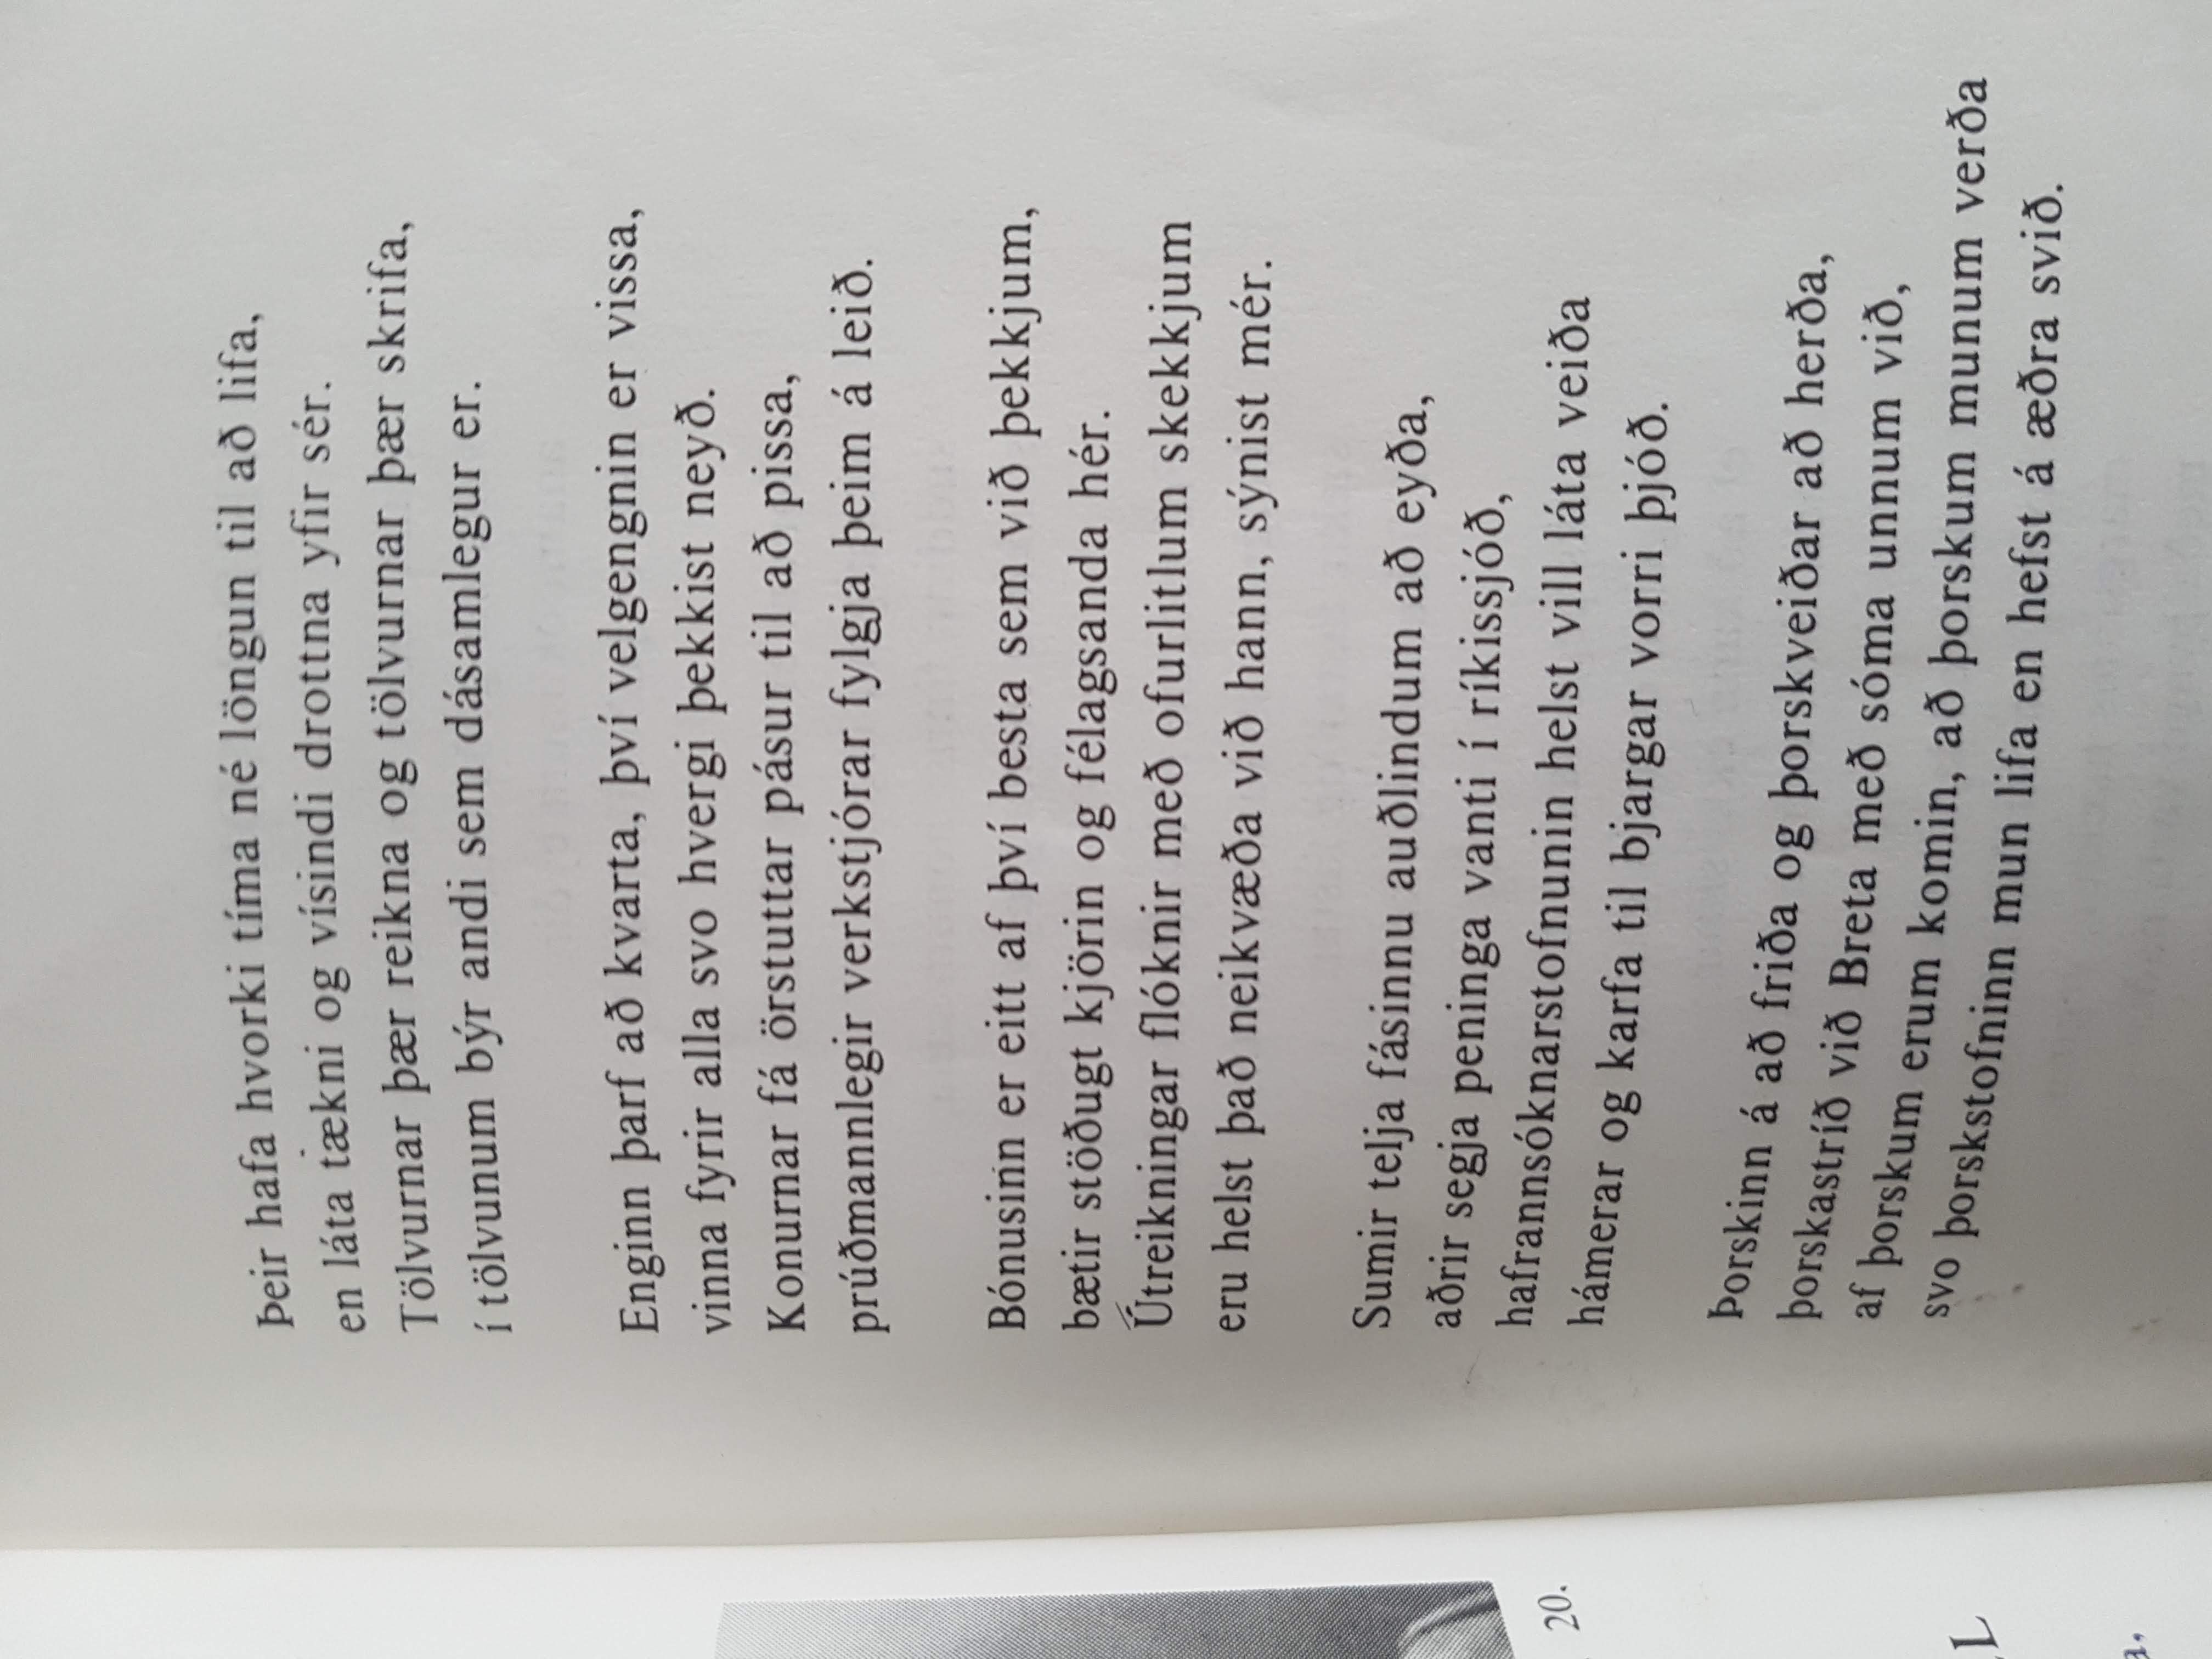 Þeir hafa hvorki tíma né löngun til að lifa,
en láta tækni og vísindi drottna yfir sér.
Tölvurnar þær reikna og tölvurnar þær skrifa,
í tölvunum býr andi sem dásamlegur er.
Enginn þarf að kvarta, því velgengnin er vissa,
vinna fyrir alla svo hvergi þekkist neyð.
Konurnar fá örstuttar pásur til að pissa,
prúðmannlegir verkstjórar fylgja þeim á leið.
Bónusinn er eitt af því besta sem við þekkjum,
bætir stöðugt kjörin og félagsanda hér.
Útreikningar flóknir með ofurlitlum skekkjum
eru helst það neikvæða við hann, sýnist mér.
Sumir telja fásinnu auðlindum að eyða,
aðrir segja peninga vanti í ríkissjóð,
hafrannsóknarstofnunin helst vill láta veiða
hámerar og karfa til bjargar vorri þjóð.
Þorskinn á að friða og þorskveiðar að herða,
þorskastríð við Breta með sóma unnum við,
af þorskum erum komin, að þorskum munum verða
svo þorskstofninn mun lifa en hefst á æðra svið.
20.
L
a,